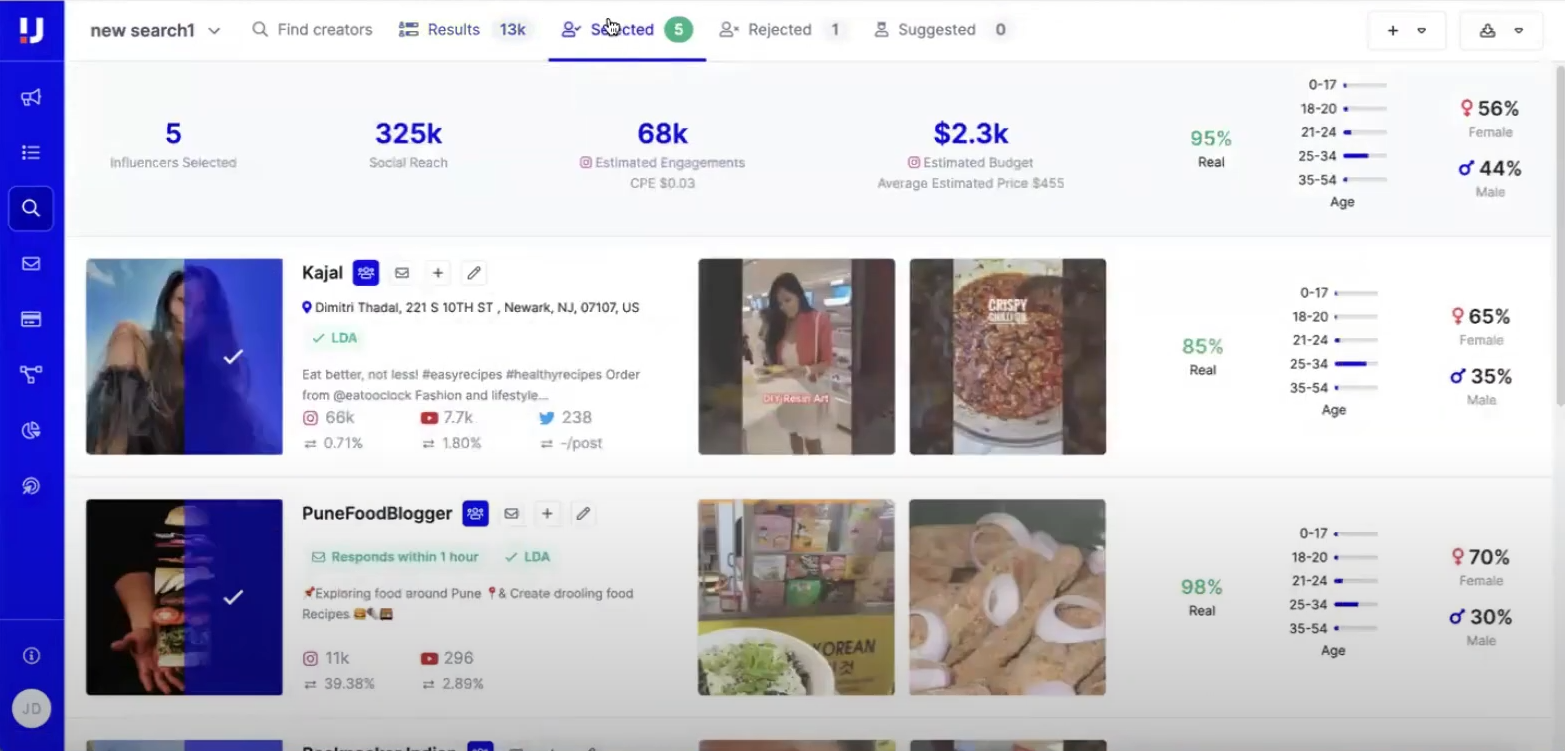 new search1
Find creators
Results 13k
Selected 5
Rejected 1
Suggested 0
5
Influencers Selected
325k
Social Reach
68k
Estimated Engagements
CPE $0.03
$2.3k
Estimated Budget
Average Estimated Price $455
95%
Real
0-17
18-20
21-24
25-34
35-54
Age
56%
Female
44%
Male
Kajal
Dimitri Thadal, 221 S 10TH ST , Newark, NJ, 07107, US
LDA
Eat better, not less! #easyrecipes #healthyrecipes Order
from @eatooclock Fashion and lifestyle...
66k 7.7k 238
0.71% 1.80% -/post
DIY Resin Art
CRISPY
CHILLI OIL
85%
Real
0-17
18-20
21-24
25-34
35-54
Age
65%
Female
35%
Male
PuneFoodBlogger
Responds within 1 hour LDA
📌Exploring food around Pune 📍& Create drooling food
Recipes
11k 296
39.38% 2.89%
KOREAN
98%
Real
0-17
18-20
21-24
25-34
35-54
Age
70%
Female
30%
Male
JD